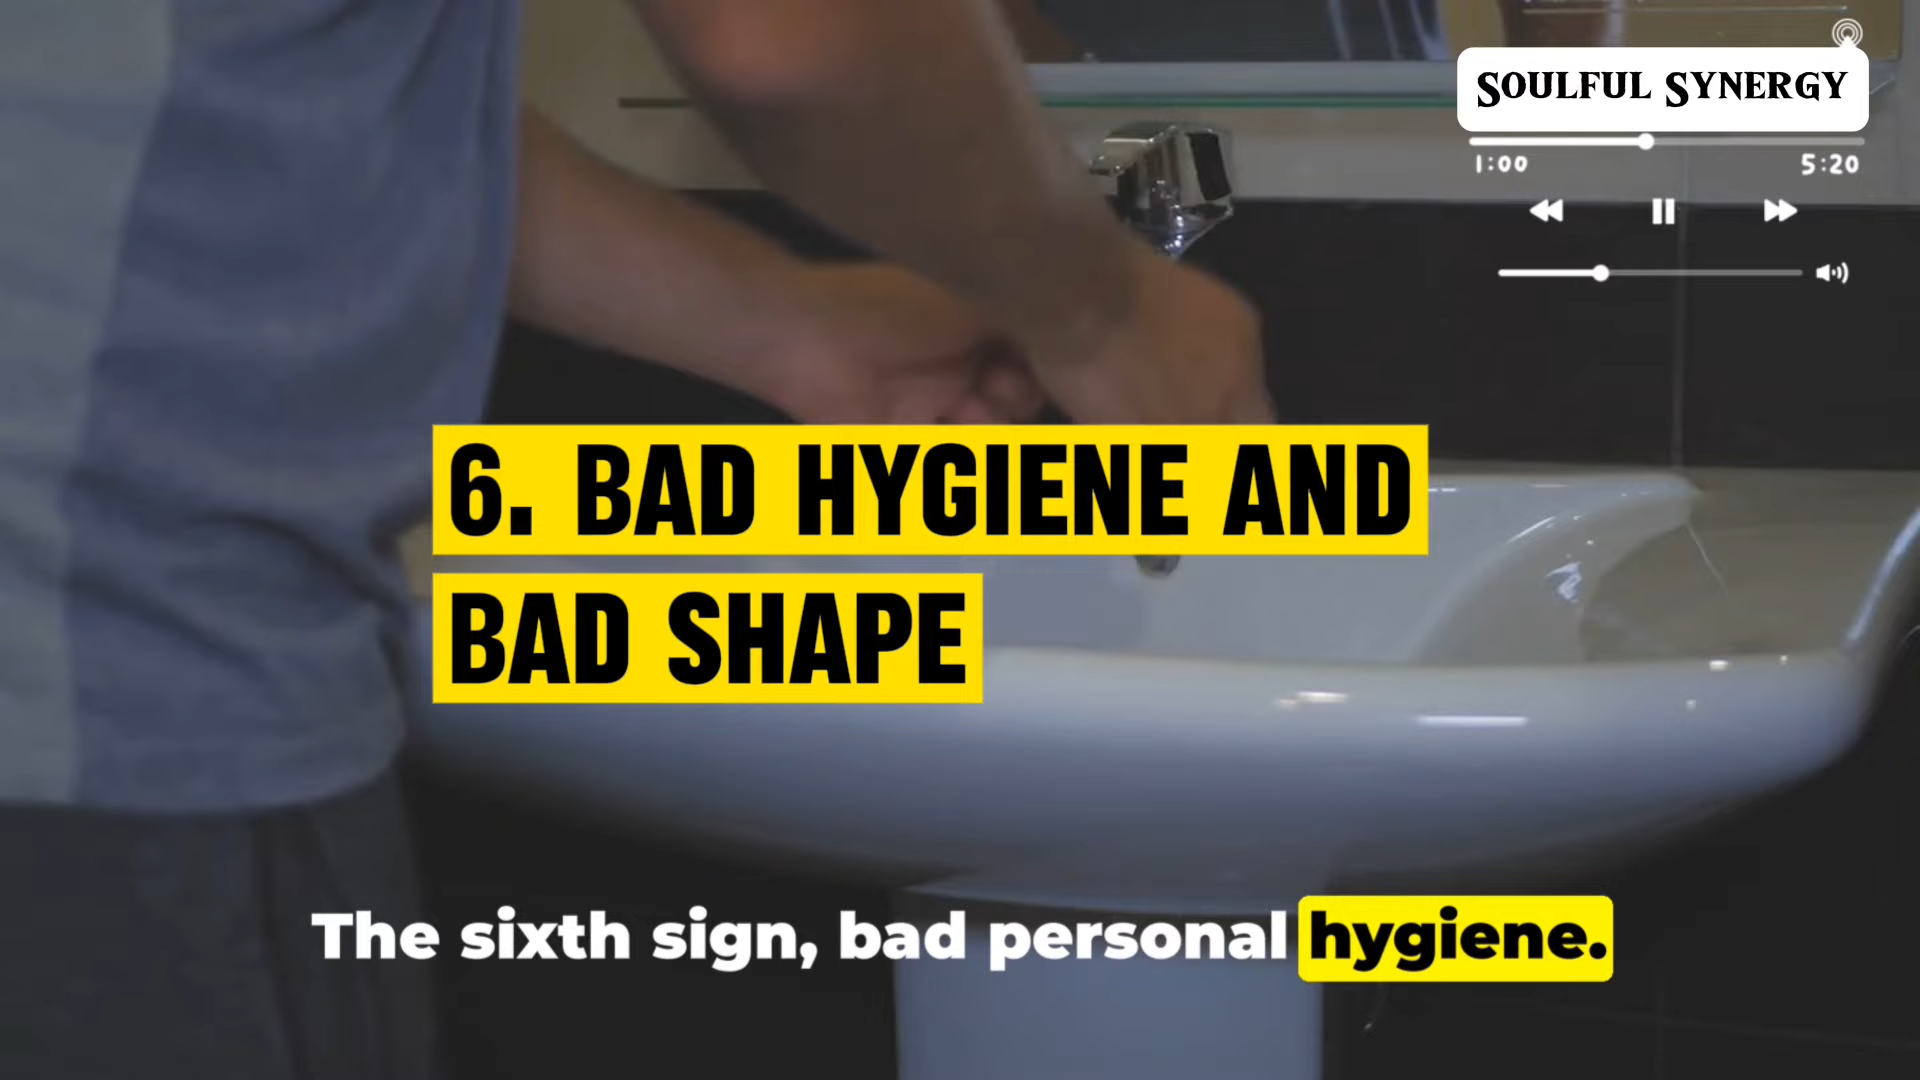 SOULFUL SYNERGY
1:00 5:20
6. BAD HYGIENE AND
BAD SHAPE
The sixth sign, bad personal hygiene.